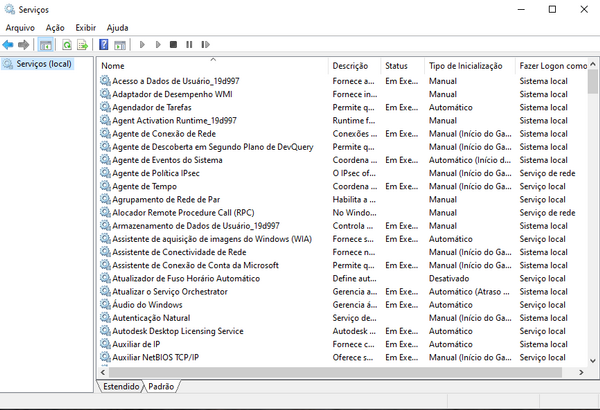 Serviços
Arquivo Ação Exibir Ajuda
Serviços (local)
Nome Descrição Status Tipo de Inicialização Fazer Logon como
Acesso a Dados de Usuário_19d997 Fornece a... Em Exe... Manual Sistema local
Adaptador de Desempenho WMI Fornece in... Manual Sistema local
Agendador de Tarefas Permite q... Em Exe... Automático Sistema local
Agent Activation Runtime_19d997 Runtime f... Manual Sistema local
Agente de Conexão de Rede Conexões ... Em Exe... Manual (Início do Ga... Sistema local
Agente de Descoberta em Segundo Plano de DevQuery Permite q... Manual (Início do Ga... Sistema local
Agente de Eventos do Sistema Coordena ... Em Exe... Automático (Início d... Sistema local
Agente de Política IPsec O IPsec of... Manual (Início do Ga... Serviço de rede
Agente de Tempo Coordena ... Em Exe... Manual (Início do Ga... Serviço local
Agrupamento de Rede de Par Habilita a ... Manual Serviço local
Alocador Remote Procedure Call (RPC) No Windo... Manual Serviço de rede
Armazenamento de Dados de Usuário_19d997 Controla ... Em Exe... Manual Sistema local
Assistente de aquisição de imagens do Windows (WIA) Fornece s... Em Exe... Automático Serviço local
Assistente de Conectividade de Rede Fornece n... Manual (Início do Ga... Sistema local
Assistente de Conexão de Conta da Microsoft Permite q... Em Exe... Manual (Início do Ga... Sistema local
Atualizador de Fuso Horário Automático Define aut... Desativado Serviço local
Atualizar o Serviço Orchestrator Gerencia a... Em Exe... Automático (Atraso ... Sistema local
Áudio do Windows Gerencia á... Em Exe... Automático Serviço local
Autenticação Natural Serviço de... Manual (Início do Ga... Sistema local
Autodesk Desktop Licensing Service Autodesk ... Em Exe... Automático Sistema local
Auxiliar de IP Fornece c... Em Exe... Automático Sistema local
Auxiliar NetBIOS TCP/IP Oferece s... Em Exe... Manual (Início do Ga... Serviço local
Estendido Padrão